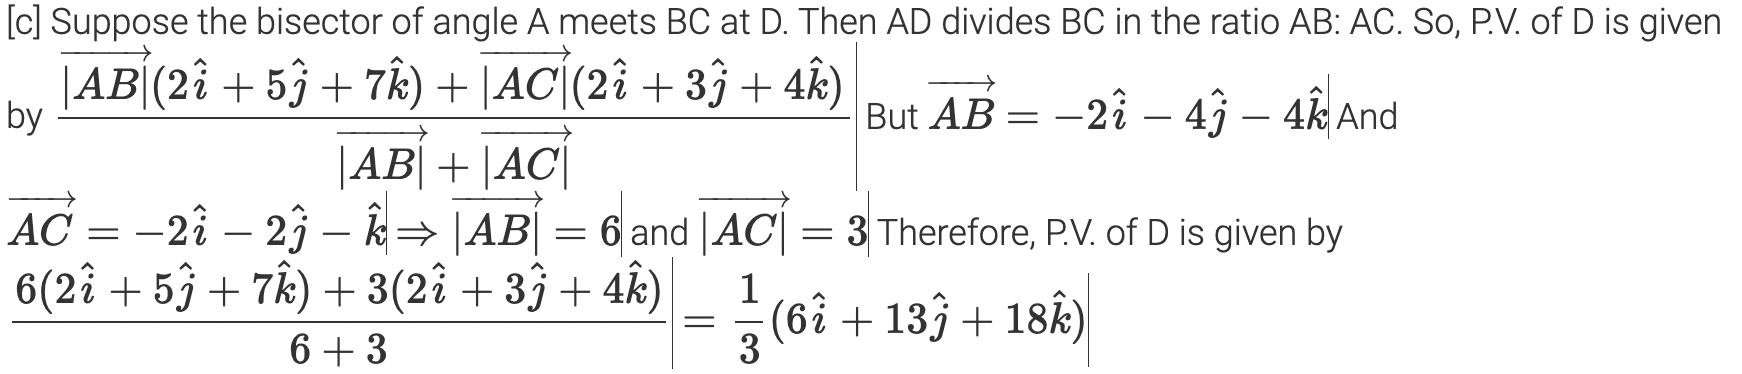 [c] Suppose the bisector of angle A meets BC at D. Then AD divides BC in the ratio AB: AC. So, P.V. of D is given
by $\frac{\overrightarrow{|AB|}(2\hat{i} + 5\hat{j} + 7\hat{k}) + \overrightarrow{|AC|}(2\hat{i} + 3\hat{j} + 4\hat{k})}{\overrightarrow{|AB|} + \overrightarrow{|AC|}}$| But $\overrightarrow{AB} = -2\hat{i} - 4\hat{j} - 4\hat{k}$| And
$\overrightarrow{AC} = -2\hat{i} - 2\hat{j} - \hat{k}$| $\Rightarrow \overrightarrow{|AB|} = 6$| and $\overrightarrow{|AC|} = 3$| Therefore, P.V. of D is given by
$\frac{6(2\hat{i} + 5\hat{j} + 7\hat{k}) + 3(2\hat{i} + 3\hat{j} + 4\hat{k})}{6 + 3}$| $= \frac{1}{3}(6\hat{i} + 13\hat{j} + 18\hat{k})$|